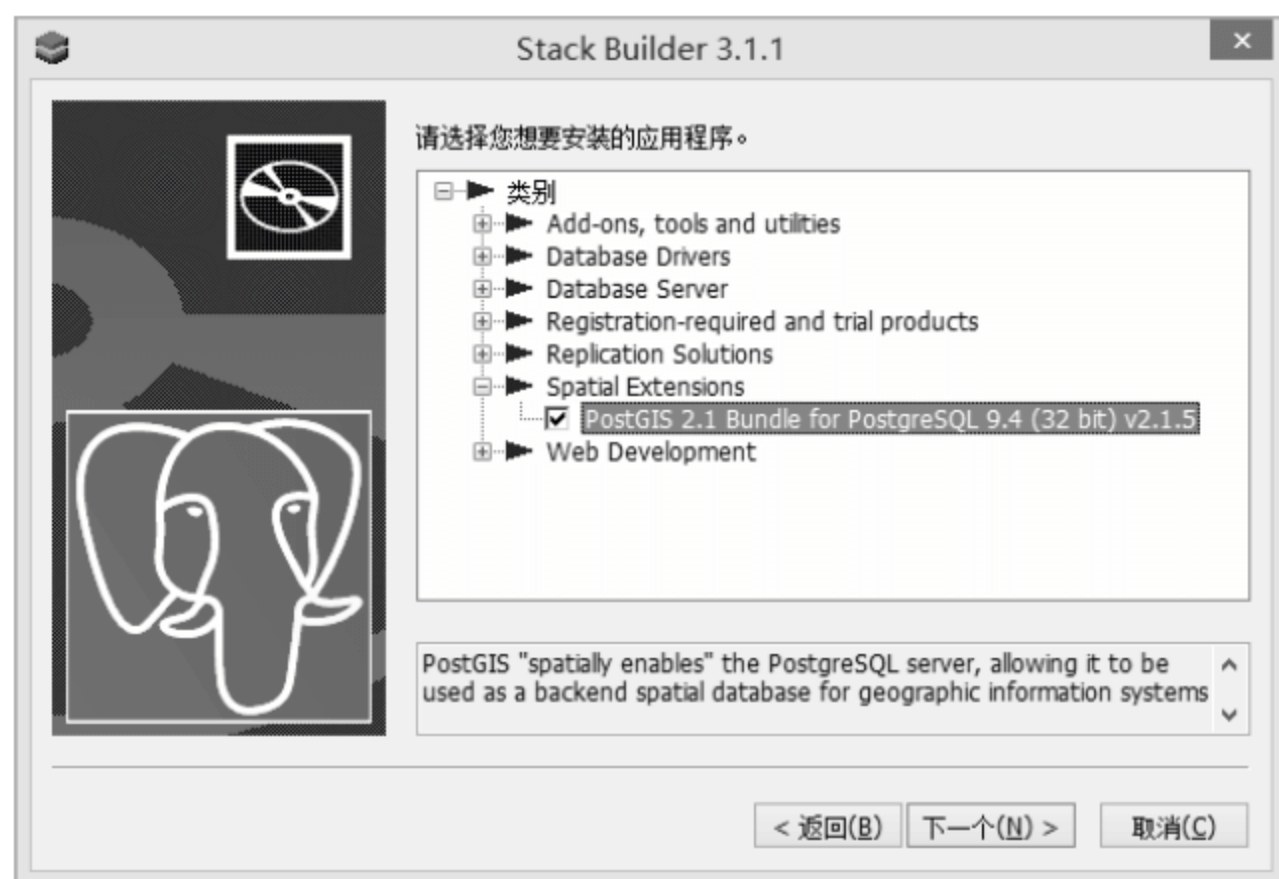 Stack Builder 3.1.1
请选择您想要安装的应用程序。
类别
Add-ons, tools and utilities
Database Drivers
Database Server
Registration-required and trial products
Replication Solutions
Spatial Extensions
PostGIS 2.1 Bundle for PostgreSQL 9.4 (32 bit) v2.1.5
Web Development
PostGIS "spatially enables" the PostgreSQL server, allowing it to be
used as a backend spatial database for geographic information systems
< 返回(B) 下一个(N) > 取消(C)